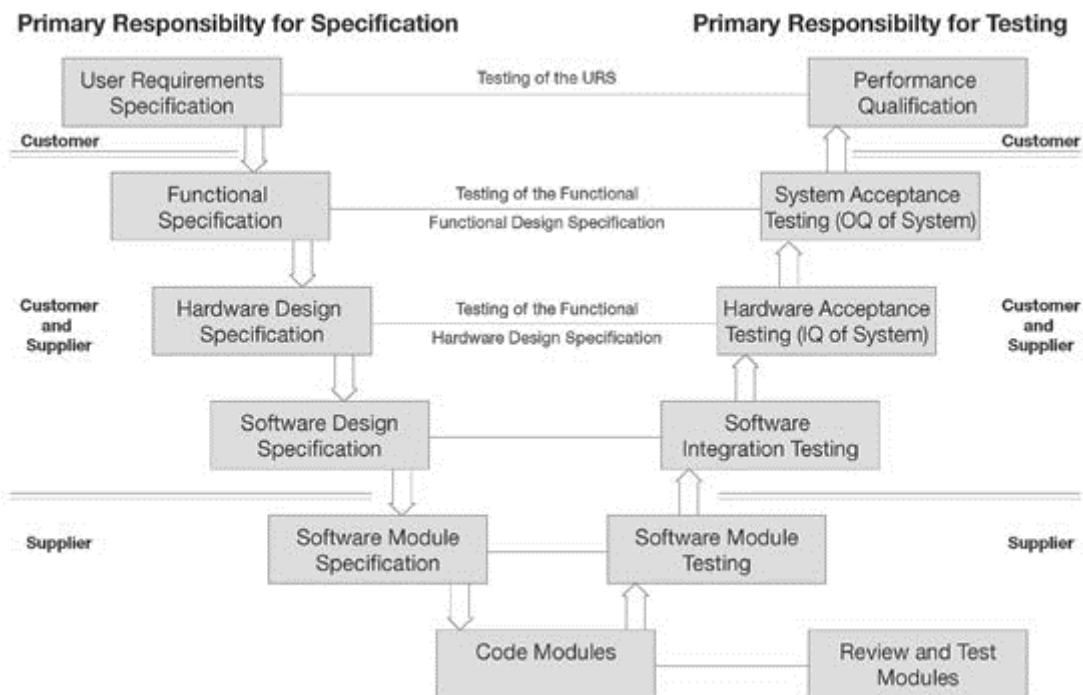 Primary Responsibilty for Specification
Primary Responsibilty for Testing
User Requirements
Specification
Testing of the URS
Performance
Qualification
Customer
Customer
Functional
Specification
Testing of the Functional
Functional Design Specification
System Acceptance
Testing (OQ of System)
Customer
and
Supplier
Hardware Design
Specification
Testing of the Functional
Hardware Design Specification
Hardware Acceptance
Testing (IQ of System)
Customer
and
Supplier
Software Design
Specification
Software
Integration Testing
Supplier
Software Module
Specification
Software Module
Testing
Supplier
Code Modules
Review and Test
Modules